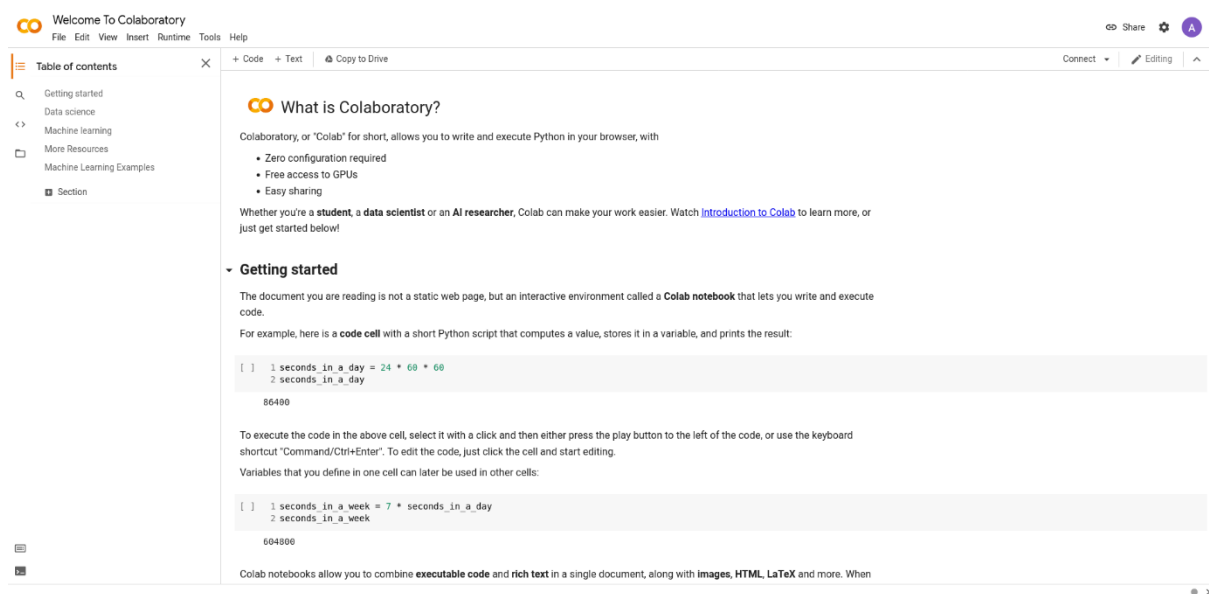 Welcome To Colaboratory
File Edit View Insert Runtime Tools Help
Share
A
Table of contents
Getting started
Data science
Machine learning
More Resources
Machine Learning Examples
Section
+ Code + Text Copy to Drive
Connect Editing
What is Colaboratory?
Colaboratory, or "Colab" for short, allows you to write and execute Python in your browser, with
• Zero configuration required
• Free access to GPUs
• Easy sharing
Whether you're a student, a data scientist or an AI researcher, Colab can make your work easier. Watch Introduction to Colab to learn more, or
just get started below!
Getting started
The document you are reading is not a static web page, but an interactive environment called a Colab notebook that lets you write and execute
code.
For example, here is a code cell with a short Python script that computes a value, stores it in a variable, and prints the result:
[ ] 1 seconds_in_a_day = 24 * 60 * 60
2 seconds_in_a_day
86400
To execute the code in the above cell, select it with a click and then either press the play button to the left of the code, or use the keyboard
shortcut "Command/Ctrl+Enter". To edit the code, just click the cell and start editing.
Variables that you define in one cell can later be used in other cells:
[ ] 1 seconds_in_a_week = 7 * seconds_in_a_day
2 seconds_in_a_week
604800
Colab notebooks allow you to combine executable code and rich text in a single document, along with images, HTML, LaTeX and more. When